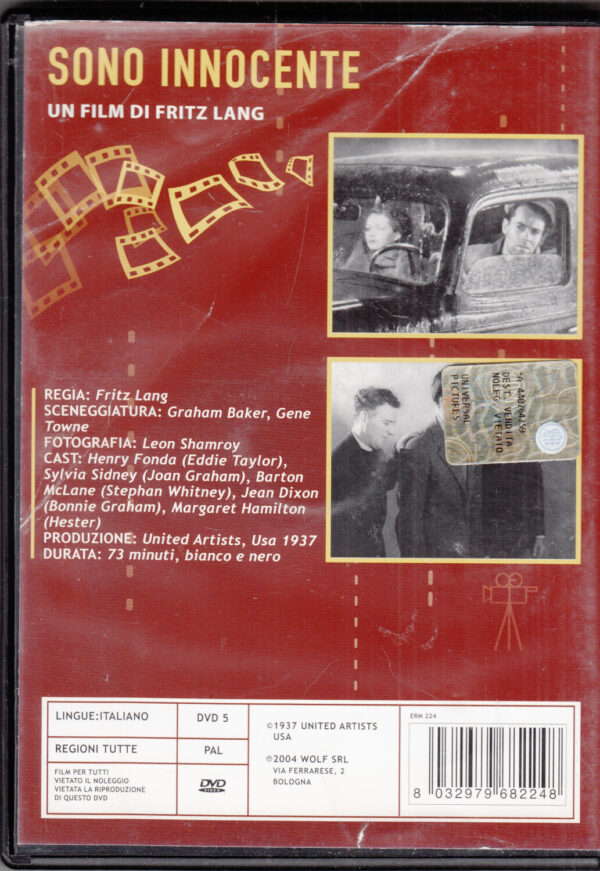 SONO INNOCENTE
UN FILM DI FRITZ LANG
REGIA: Fritz Lang
SCENEGGIATURA: Graham Baker, Gene
Towne
FOTOGRAFIA: Leon Shamroy
CAST: Henry Fonda (Eddie Taylor),
Sylvia Sidney (Joan Graham), Barton
McLane (Stephan Whitney), Jean Dixon
(Bonnie Graham), Margaret Hamilton
(Hester)
PRODUZIONE: United Artists, Usa 1937
DURATA: 73 minuti, bianco e nero
DEST. VENDITA
NOLEG. VIETATO
UNIVERSAL
PICTURES
LINGUE:ITALIANO
DVD 5
REGIONI TUTTE
PAL
FILM PER TUTTI
VIETATO IL NOLEGGIO
VIETATA LA RIPRODUZIONE
DI QUESTO DVD
DVD
VIDEO
©1937 UNITED ARTISTS
USA
℗2004 WOLF SRL
VIA FERRARESE, 2
BOLOGNA
ERM 224
8 032979 682248